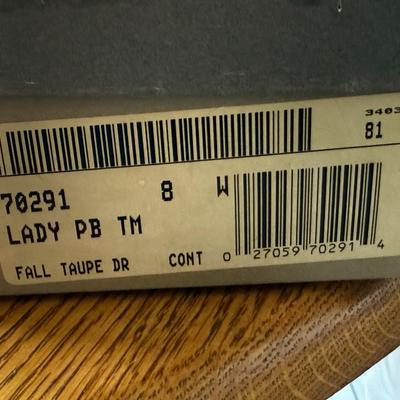 3403
81
70291 8 W
LADY PB TM
FALL TAUPE DR CONT 0 27059 70291 4